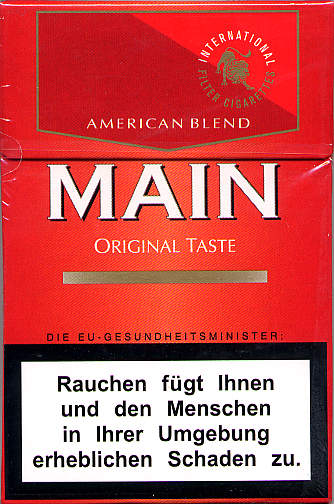 INTERNATIONAL
FILTER CIGARETTES
AMERICAN BLEND
MAIN
ORIGINAL TASTE
DIE EU-GESUNDHEITSMINISTER:
Rauchen fügt Ihnen
und den Menschen
in Ihrer Umgebung
erheblichen Schaden zu.